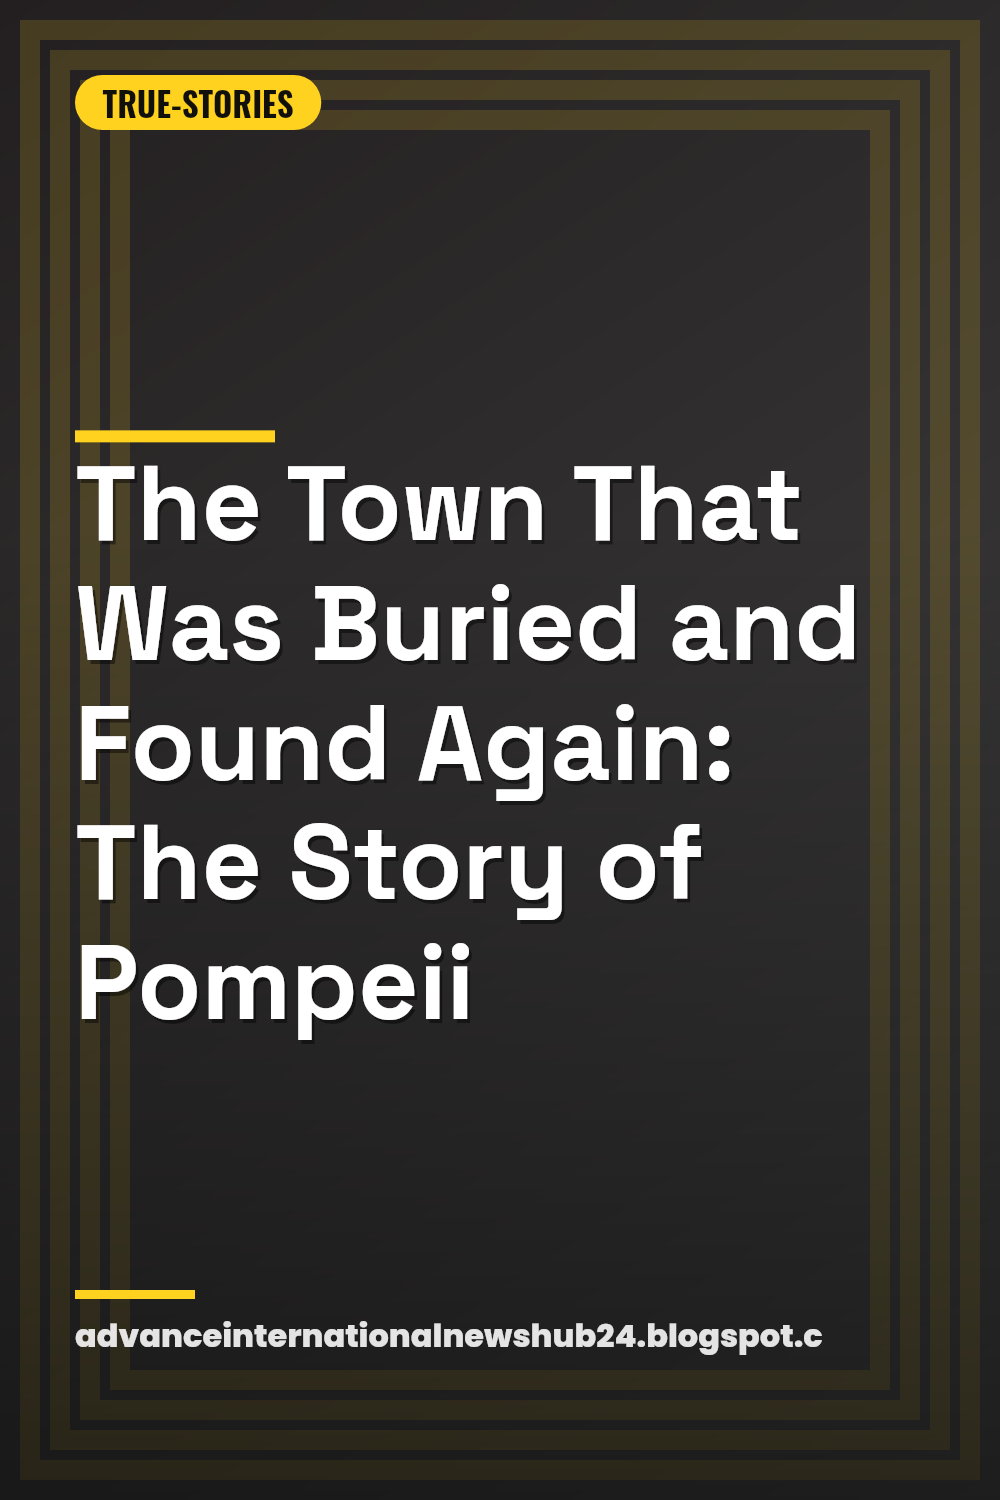 TRUE-STORIES
The Town That
Was Buried and
Found Again:
The Story of
Pompeii
advanceinternationalnewshub24.blogspot.c